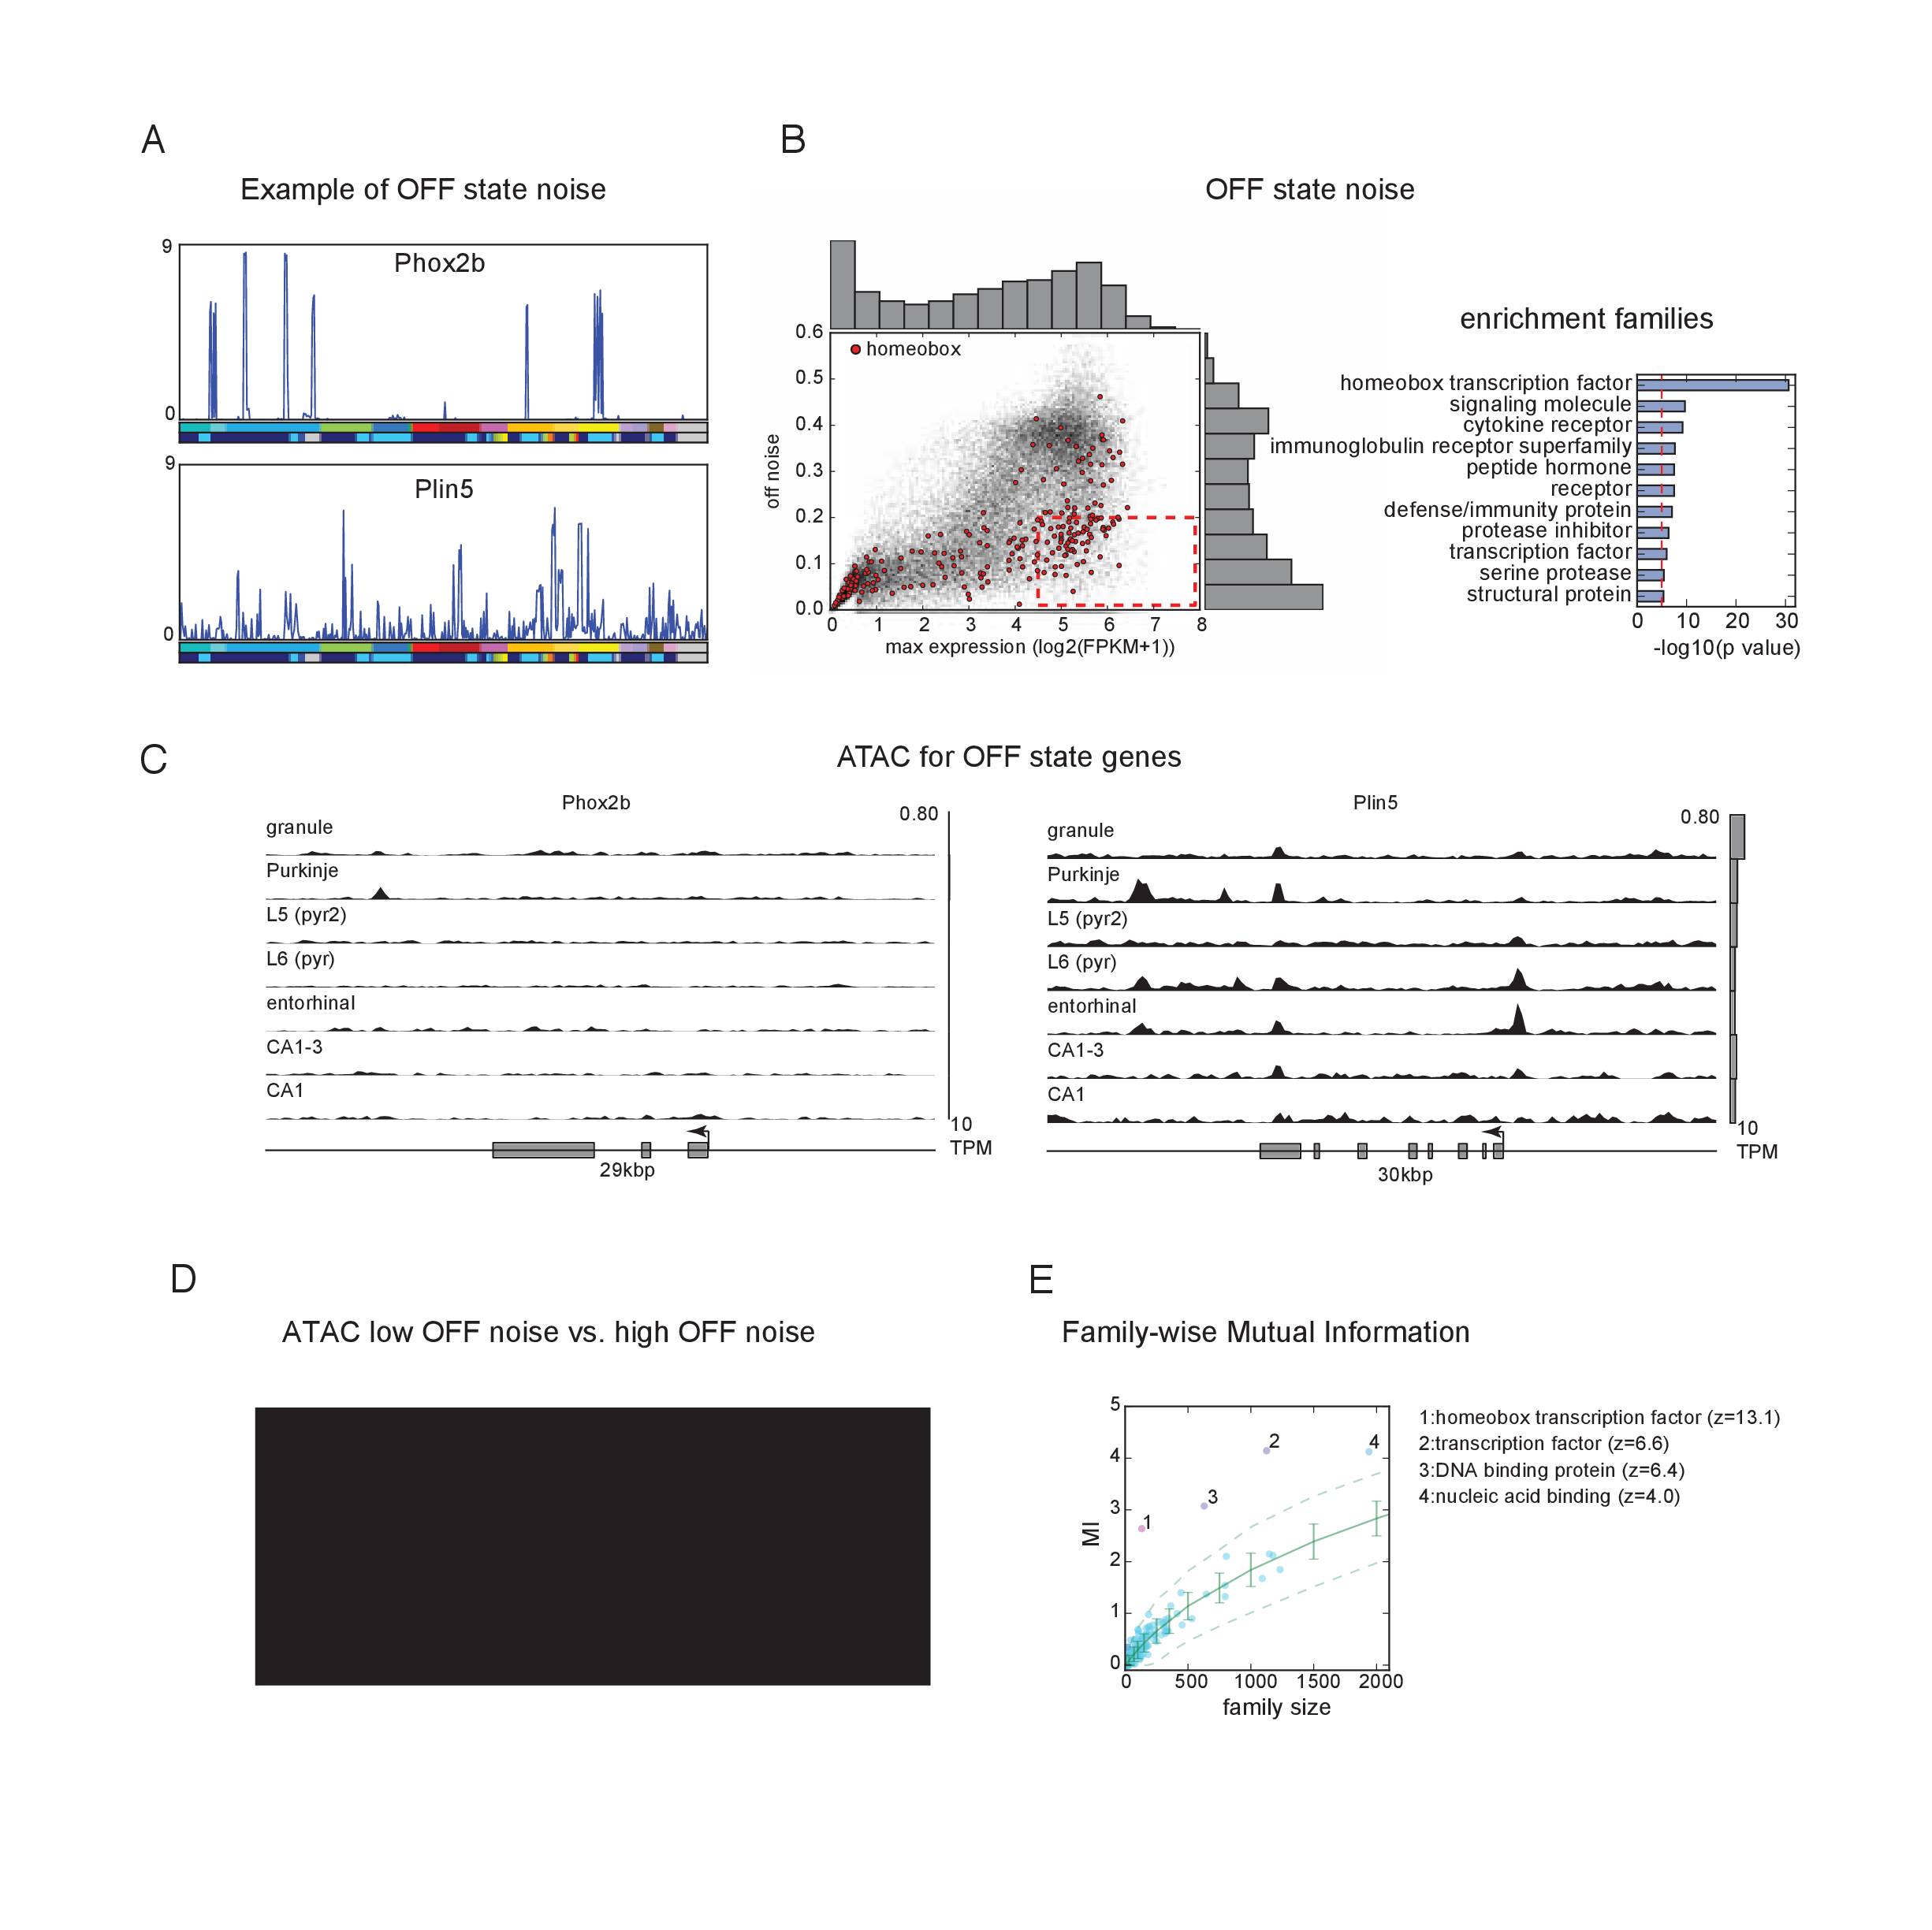 A
Example of OFF state noise
9
Phox2b
0
9
Plin5
0
B
OFF state noise
homeobox
0.6
0.5
0.4
0.3
0.2
0.1
0.0
off noise
0 1 2 3 4 5 6 7 8
max expression (log2(FPKM+1))
enrichment families
homeobox transcription factor
signaling molecule
cytokine receptor
immunoglobulin receptor superfamily
peptide hormone
receptor
defense/immunity protein
protease inhibitor
transcription factor
serine protease
structural protein
0 10 20 30
-log10(p value)
C
ATAC for OFF state genes
Phox2b
0.80
granule
Purkinje
L5 (pyr2)
L6 (pyr)
entorhinal
CA1-3
CA1
10
TPM
29kbp
Plin5
0.80
granule
Purkinje
L5 (pyr2)
L6 (pyr)
entorhinal
CA1-3
CA1
10
TPM
30kbp
D
ATAC low OFF noise vs. high OFF noise
E
Family-wise Mutual Information
5
4
3
2
1
0
MI
1
2
3
4
0 500 1000 1500 2000
family size
1:homeobox transcription factor (z=13.1)
2:transcription factor (z=6.6)
3:DNA binding protein (z=6.4)
4:nucleic acid binding (z=4.0)